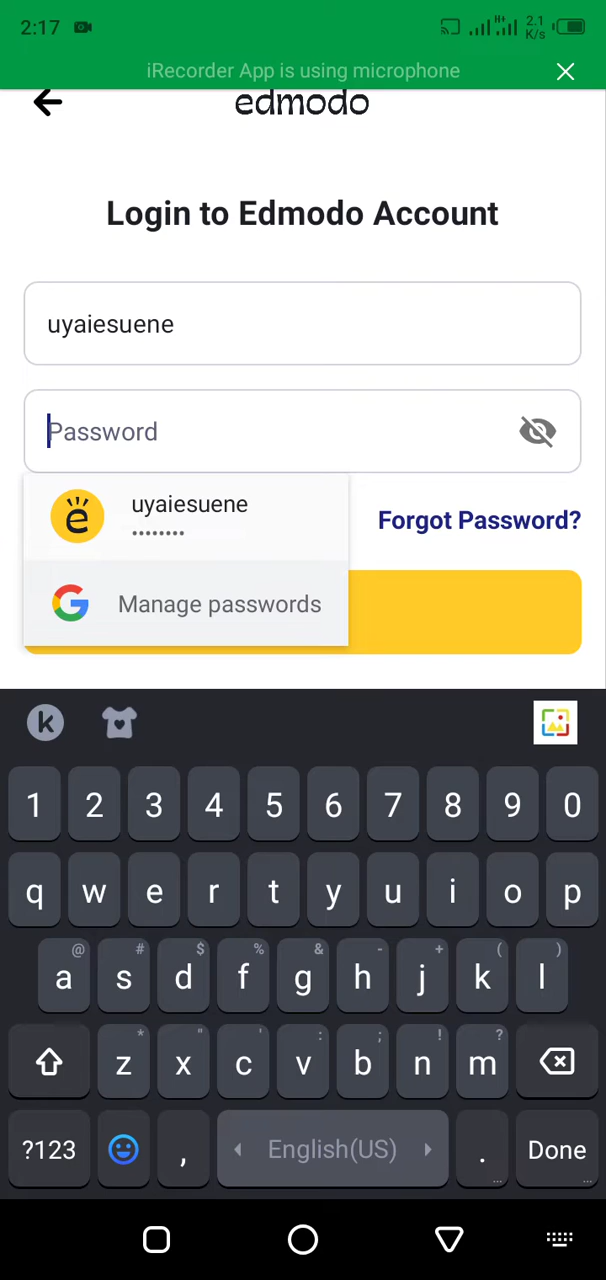 2:17 H+ 2.1 K/s
iRecorder App is using microphone
edmodo
Login to Edmodo Account
uyaiesuene
Password
uyaiesuene
••••••••
Forgot Password?
Manage passwords
k
1 2 3 4 5 6 7 8 9 0
q w e r t y u i o p
@ # $ % & - + ( )
a s d f g h j k l
* " ' : ; ! ?
z x c v b n m
?123 , English(US) . Done
... ...